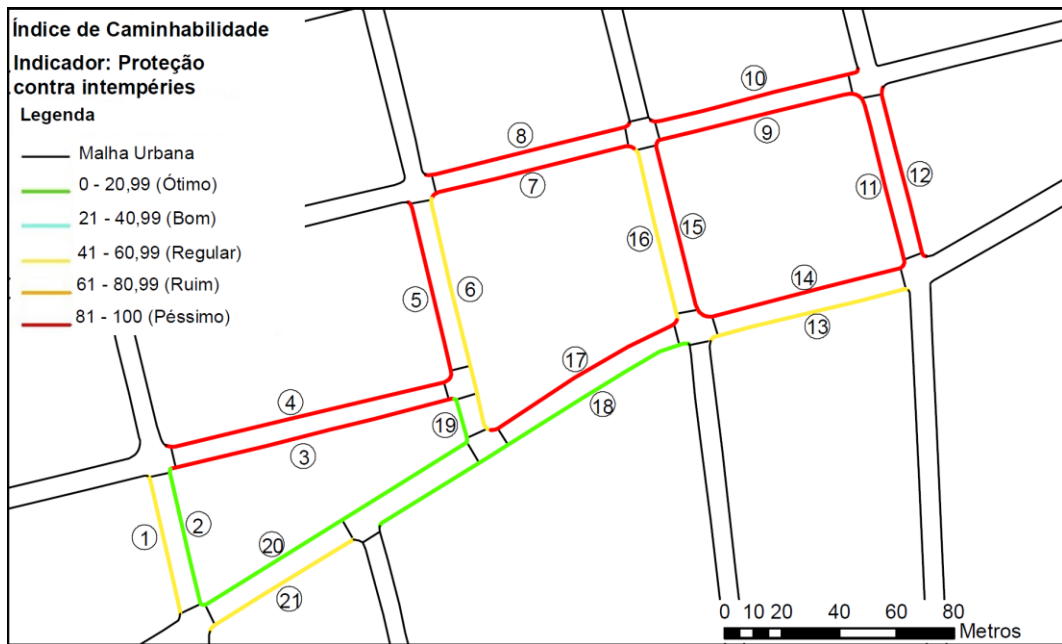 Índice de Caminhabilidade
Indicador: Proteção
contra intempéries
Legenda
Malha Urbana
0 - 20,99 (Ótimo)
21 - 40,99 (Bom)
41 - 60,99 (Regular)
61 - 80,99 (Ruim)
81 - 100 (Péssimo)
10
8
9
7
12
11
15
16
14
6
5
13
17
18
4
19
3
2
1
20
21
0 10 20 40 60 80
Metros